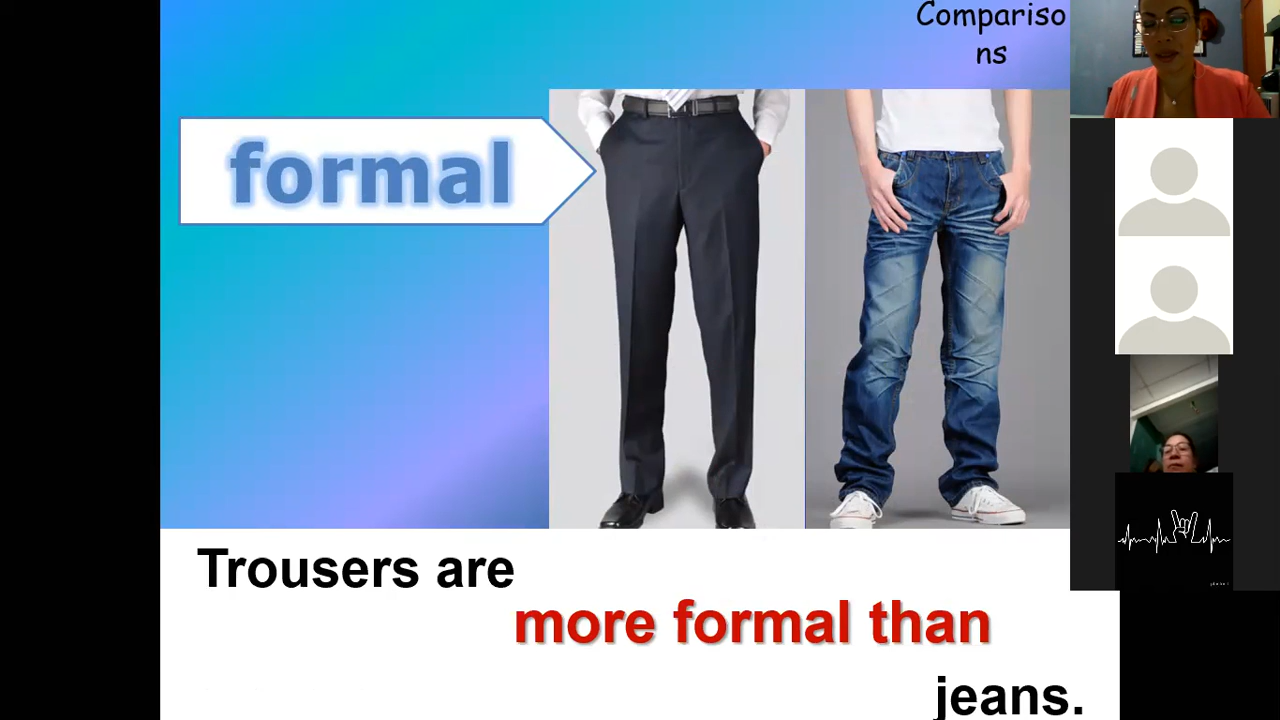 Compariso
ns
formal
Trousers are
more formal than
jeans.